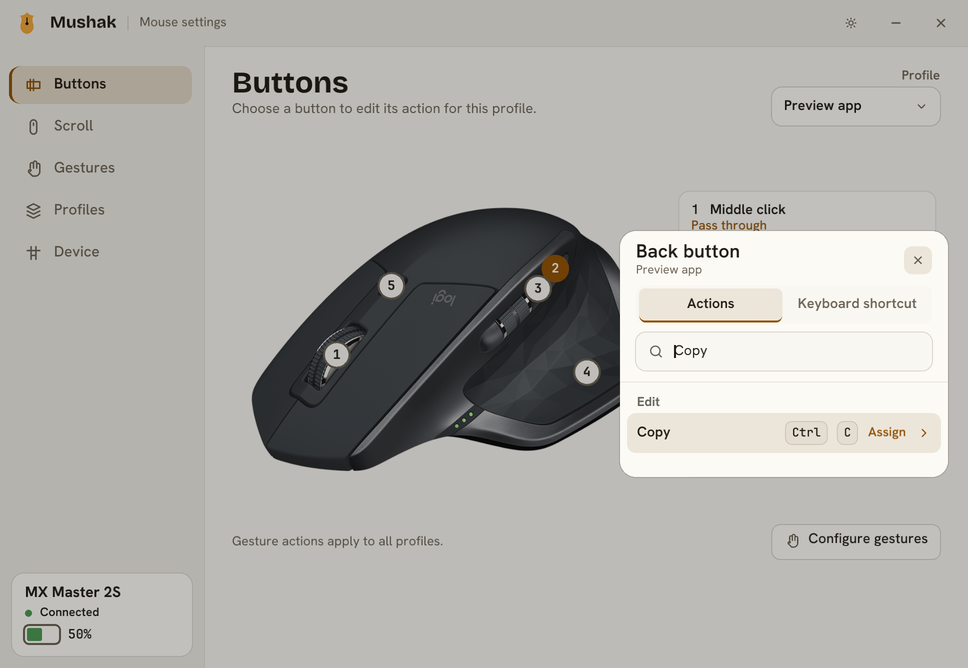 Mushak
Mouse settings
Buttons
Scroll
Gestures
Profiles
Device
MX Master 2S
Connected
50%
Buttons
Choose a button to edit its action for this profile.
Profile
Preview app
1 Middle click
Pass through
logi
1
2
3
4
5
Back button
Preview app
Actions
Keyboard shortcut
Copy
Edit
Copy Ctrl C Assign
Gesture actions apply to all profiles.
Configure gestures